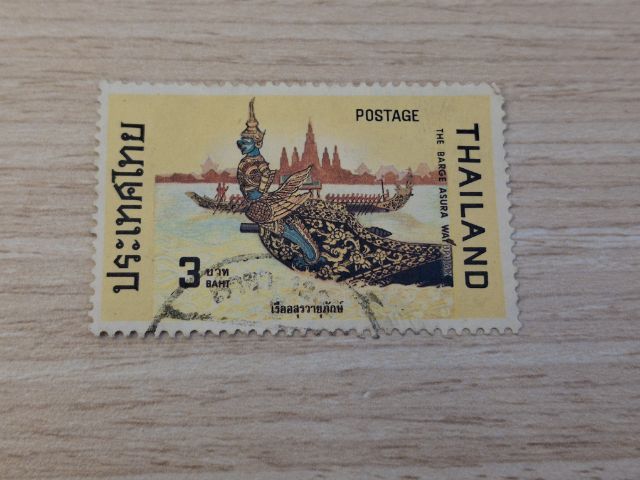 ประเทศไทย
POSTAGE
THAILAND
THE BARGE ASURA
3 บาท
BAHT
เรืออสุรวายุภักษ์